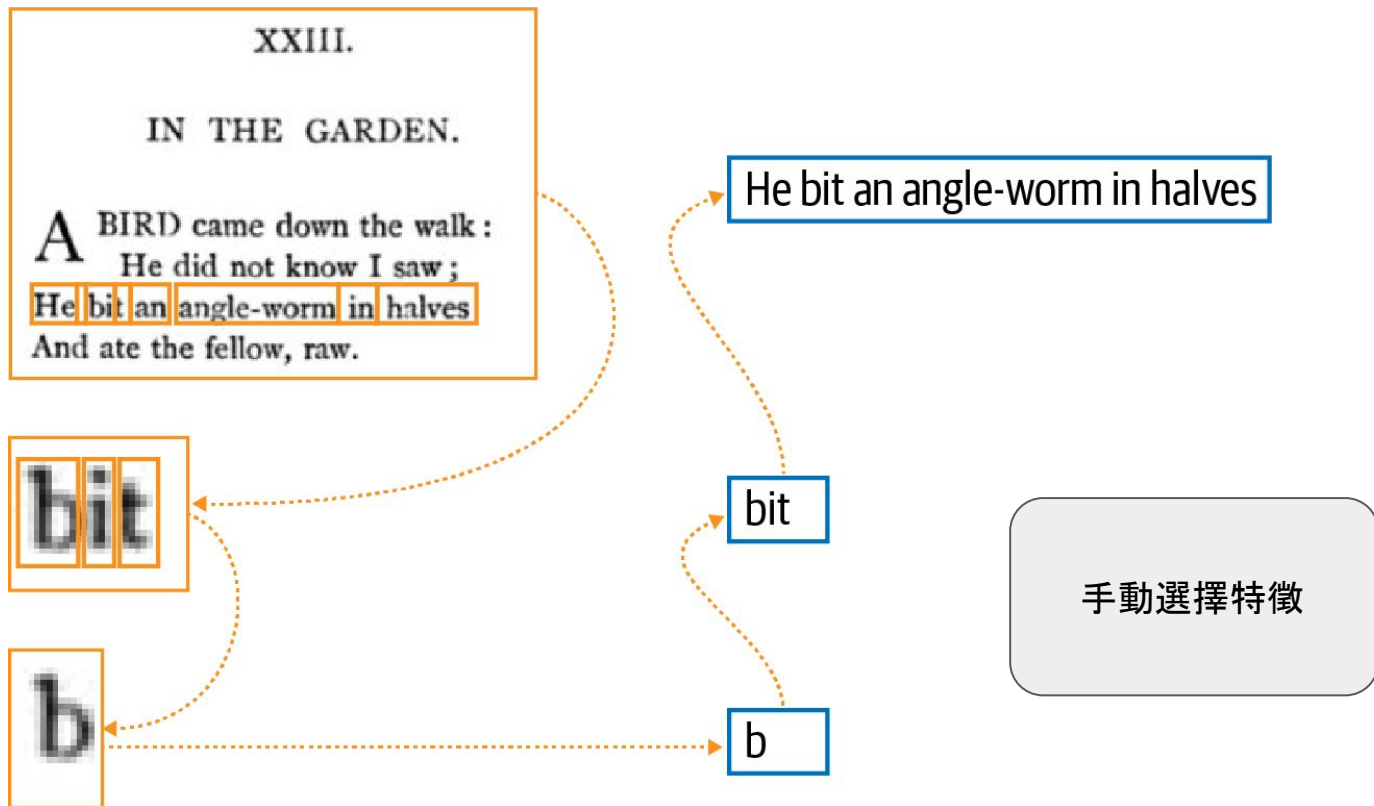 XXIII.
IN THE GARDEN.
A BIRD came down the walk :
He did not know I saw ;
He bit an angle-worm in halves
And ate the fellow, raw.
He bit an angle-worm in halves
bit
bit
手動選擇特徵
b
b